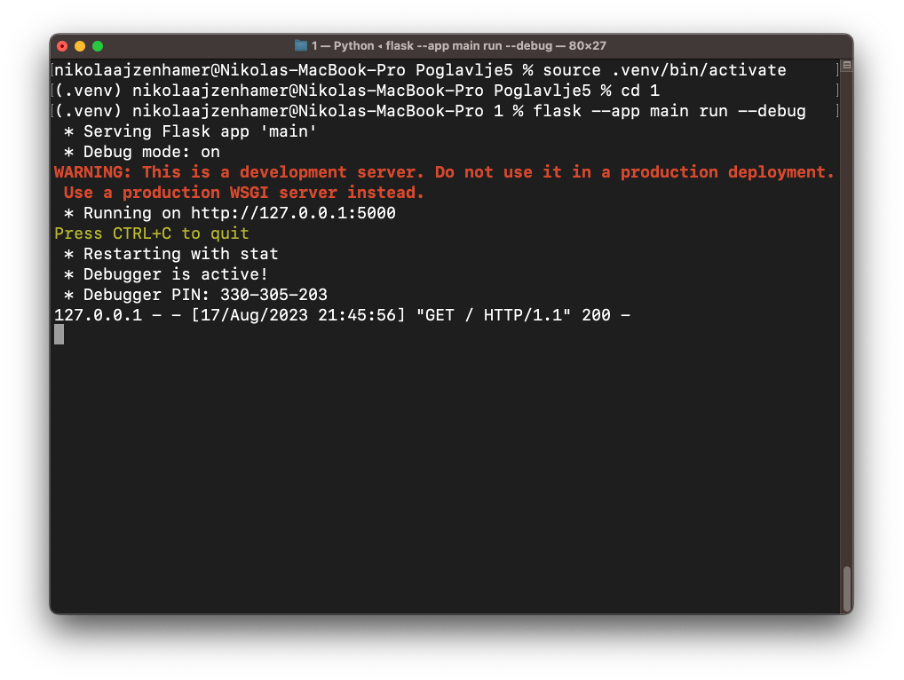 1 — Python ◂ flask --app main run --debug — 80×27
[nikolaajzenhamer@Nikolas-MacBook-Pro Poglavlje5 % source .venv/bin/activate ]
[(.venv) nikolaajzenhamer@Nikolas-MacBook-Pro Poglavlje5 % cd 1 ]
[(.venv) nikolaajzenhamer@Nikolas-MacBook-Pro 1 % flask --app main run --debug ]
* Serving Flask app 'main'
* Debug mode: on
WARNING: This is a development server. Do not use it in a production deployment.
Use a production WSGI server instead.
* Running on http://127.0.0.1:5000
Press CTRL+C to quit
* Restarting with stat
* Debugger is active!
* Debugger PIN: 330-305-203
127.0.0.1 - - [17/Aug/2023 21:45:56] "GET / HTTP/1.1" 200 -